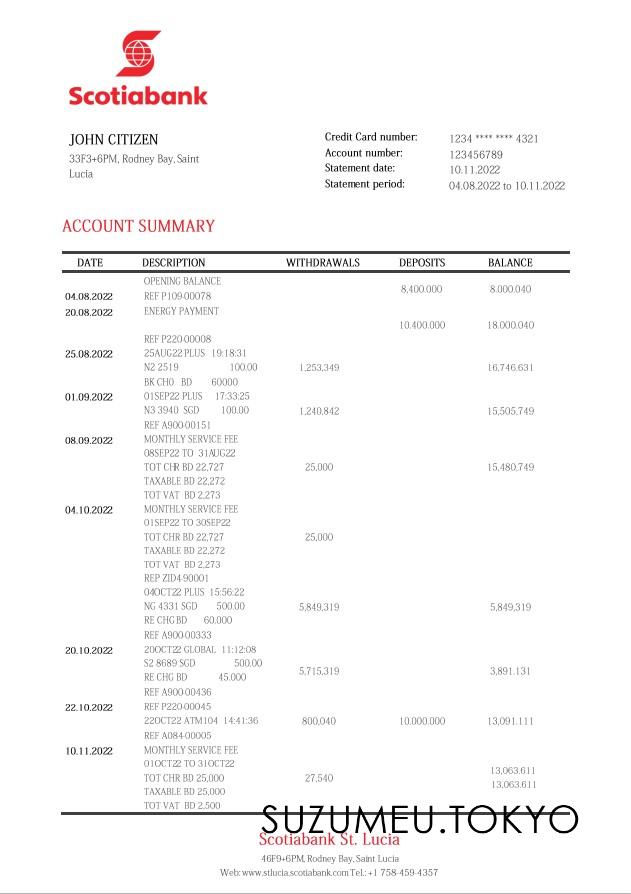 Scotiabank
JOHN CITIZEN
33F3+6PM, Rodney Bay, Saint
Lucia
Credit Card number: 1234 **** **** 4321
Account number: 123456789
Statement date: 10.11.2022
Statement period: 04.08.2022 to 10.11.2022
ACCOUNT SUMMARY
DATE DESCRIPTION WITHDRAWALS DEPOSITS BALANCE
OPENING BALANCE
8,400.000 8.000.040
04.08.2022 REF P109-00078
20.08.2022 ENERGY PAYMENT
10.400.000 18.000.040
REF P220-00008
25.08.2022 25AUG22 PLUS 19:18:31
N2 2519 100.00 1,253,349 16,746.631
BK CHO BD 60000
01.09.2022 01SEP22 PLUS 17:33:25
N3 3940 SGD 100.00 1,240.842 15,505,749
REF A900-00151
08.09.2022 MONTHLY SERVICE FEE
08SEP22 TO 31AUG22
TOT CHR BD 22,727 25,000 15,480,749
TAXABLE BD 22,272
TOT VAT BD 2,273
04.10.2022 MONTHLY SERVICE FEE
01SEP22 TO 30SEP22
TOT CHR BD 22,727 25,000
TAXABLE BD 22,272
TOT VAT BD 2,273
REP ZID4-90001
04OCT22 PLUS 15:56:22
NG 4331 SGD 500.00 5,849,319 5,849,319
RE CHG BD 60.000
REF A900-00333
20.10.2022 20OCT22 GLOBAL 11:12:08
S2 8689 SGD 500.00
5,715,319 3,891.131
RE CHG BD 45.000
REF A900-00436
22.10.2022 REF P220-00045
22OCT22 ATM104 14:41:36 800,040 10.000.000 13,091.111
REF A084-00005
10.11.2022 MONTHLY SERVICE FEE
01OCT22 TO 31OCT22
13,063.611
TOT CHR BD 25,000 27,540
13,063.611
TAXABLE BD 25,000
TOT VAT BD 2,500
SUZUMEU.TOKYO
Scotiabank St. Lucia
46F9+6PM, Rodney Bay, Saint Lucia
Web: www.stlucia.scotiabank.com Tel.: +1 758-459-4357